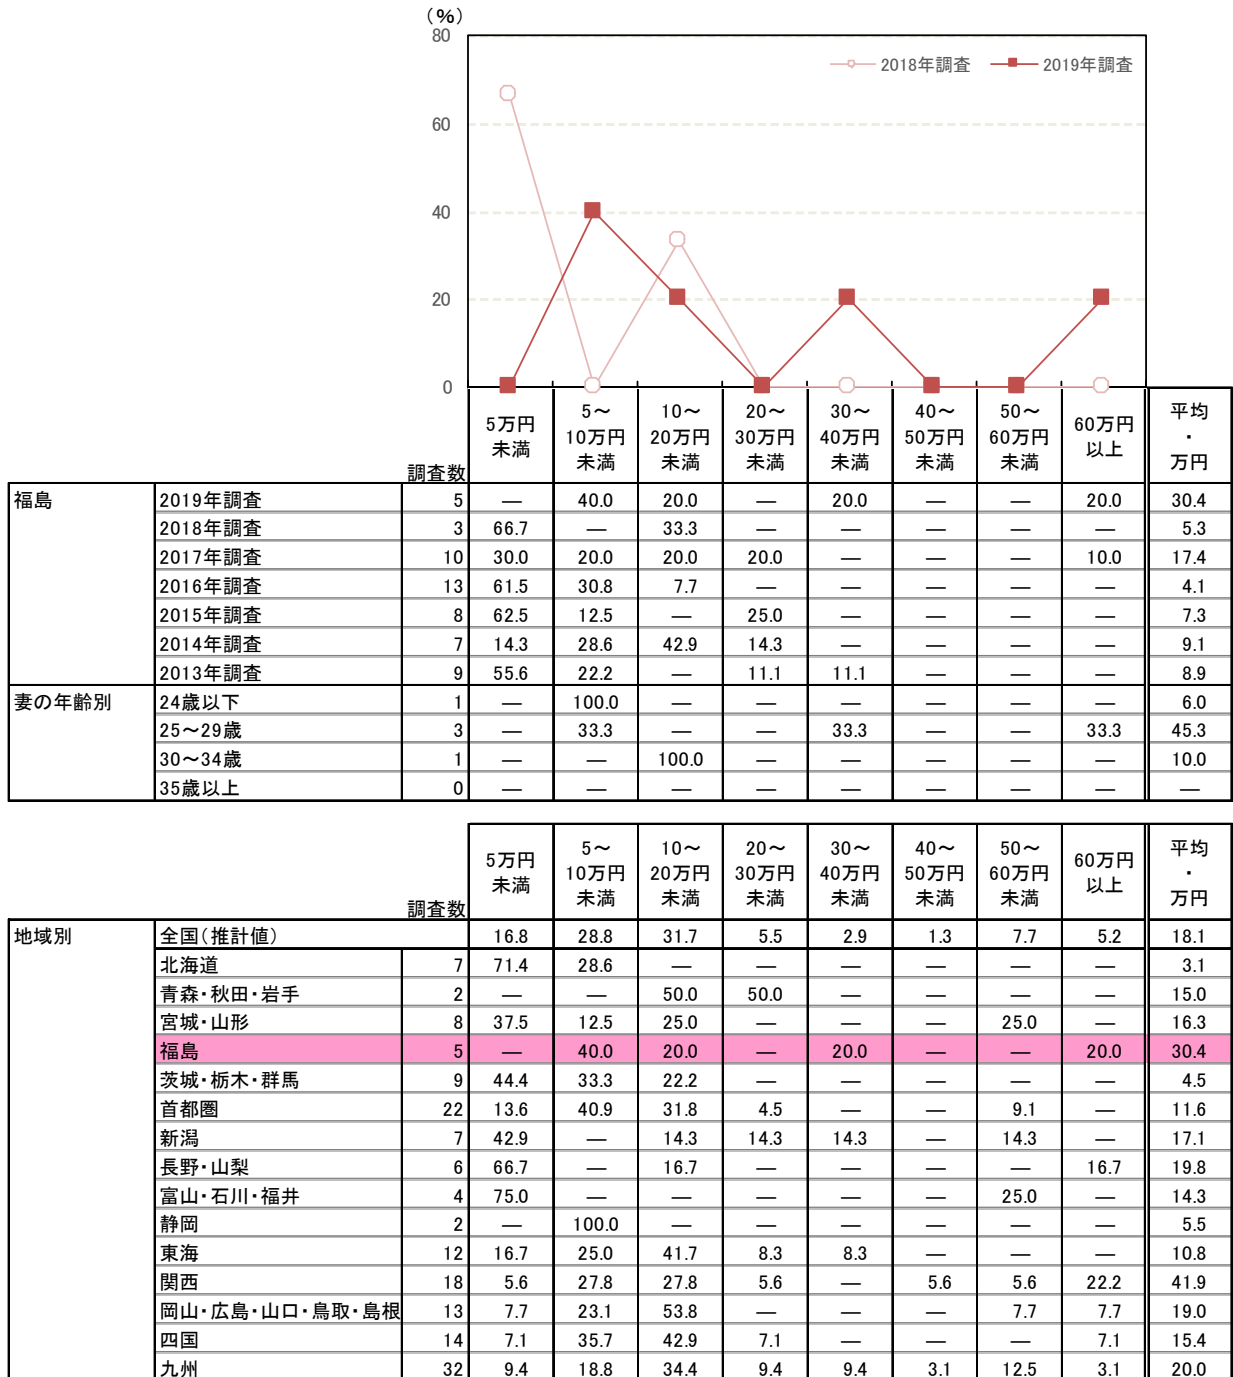 (%)
80
60
40
20
0
2018年調査 2019年調査
調査数 5万円未満 5～10万円未満 10～20万円未満 20～30万円未満 30～40万円未満 40～50万円未満 50～60万円未満 60万円以上 平均・万円
福島 2019年調査 5 — 40.0 20.0 — 20.0 — — 20.0 30.4
2018年調査 3 66.7 — 33.3 — — — — — 5.3
2017年調査 10 30.0 20.0 20.0 20.0 — — — 10.0 17.4
2016年調査 13 61.5 30.8 7.7 — — — — — 4.1
2015年調査 8 62.5 12.5 — 25.0 — — — — 7.3
2014年調査 7 14.3 28.6 42.9 14.3 — — — — 9.1
2013年調査 9 55.6 22.2 — 11.1 11.1 — — — 8.9
妻の年齢別 24歳以下 1 — 100.0 — — — — — — 6.0
25～29歳 3 — 33.3 — — 33.3 — — 33.3 45.3
30～34歳 1 — — 100.0 — — — — — 10.0
35歳以上 0 — — — — — — — — —
調査数 5万円未満 5～10万円未満 10～20万円未満 20～30万円未満 30～40万円未満 40～50万円未満 50～60万円未満 60万円以上 平均・万円
地域別 全国(推計値) 16.8 28.8 31.7 5.5 2.9 1.3 7.7 5.2 18.1
北海道 7 71.4 28.6 — — — — — — 3.1
青森・秋田・岩手 2 — — 50.0 50.0 — — — — 15.0
宮城・山形 8 37.5 12.5 25.0 — — — 25.0 — 16.3
福島 5 — 40.0 20.0 — 20.0 — — 20.0 30.4
茨城・栃木・群馬 9 44.4 33.3 22.2 — — — — — 4.5
首都圏 22 13.6 40.9 31.8 4.5 — — 9.1 — 11.6
新潟 7 42.9 — 14.3 14.3 14.3 — 14.3 — 17.1
長野・山梨 6 66.7 — 16.7 — — — — 16.7 19.8
富山・石川・福井 4 75.0 — — — — — 25.0 — 14.3
静岡 2 — 100.0 — — — — — — 5.5
東海 12 16.7 25.0 41.7 8.3 8.3 — — — 10.8
関西 18 5.6 27.8 27.8 5.6 — 5.6 5.6 22.2 41.9
岡山・広島・山口・鳥取・島根 13 7.7 23.1 53.8 — — — 7.7 7.7 19.0
四国 14 7.1 35.7 42.9 7.1 — — — 7.1 15.4
九州 32 9.4 18.8 34.4 9.4 9.4 3.1 12.5 3.1 20.0